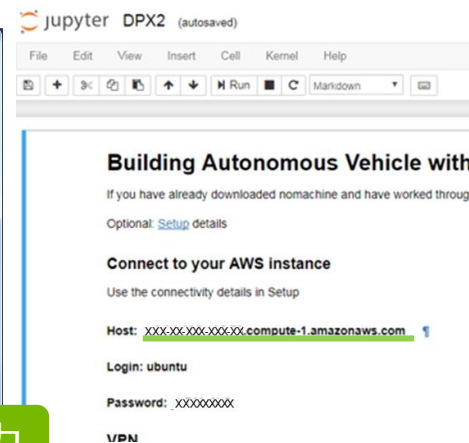 jupyter DPX2 (autosaved)
File Edit View Insert Cell Kernel Help
Run Markdown
Building Autonomous Vehicle with
If you have already downloaded nomachine and have worked throug
Optional: Setup details
Connect to your AWS instance
Use the connectivity details in Setup
Host: XXX-XX-XXX-XXX-XX.compute-1.amazonaws.com ¶
Login: ubuntu
Password: XXXXXXXXX
VPN